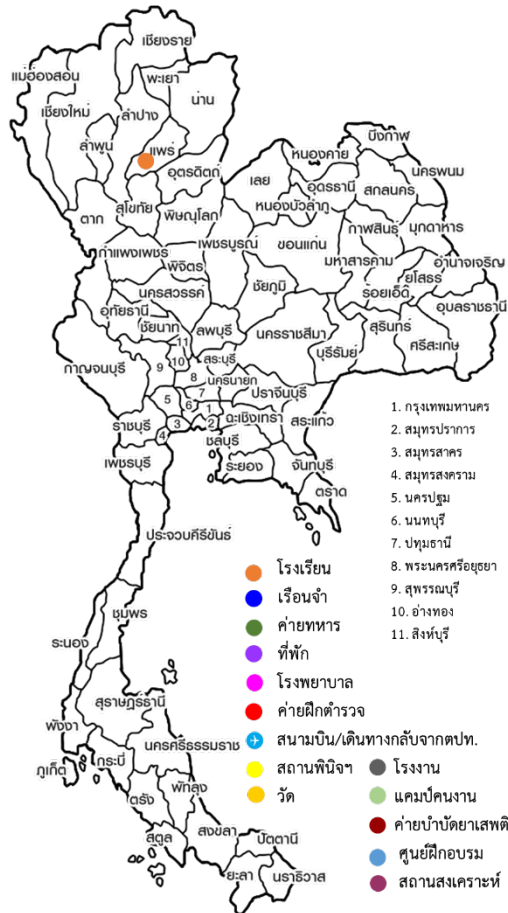 เชียงราย
แม่ฮ่องสอน
พะเยา
น่าน
เชียงใหม่
ลำปาง
ลำพูน
แพร่
บึงกาฬ
หนองคาย
อุตรดิตถ์
เลย
อุดรธานี
นครพนม
สกลนคร
ตาก
สุโขทัย
พิษณุโลก
หนองบัวลำภู
กาฬสินธุ์
มุกดาหาร
กำแพงเพชร
เพชรบูรณ์
ขอนแก่น
พิจิตร
มหาสารคาม
อำนาจเจริญ
ชัยภูมิ
ยโสธร
ร้อยเอ็ด
นครสวรรค์
อุทัยธานี
อุบลราชธานี
ชัยนาท
ลพบุรี
นครราชสีมา
สุรินทร์
บุรีรัมย์
ศรีสะเกษ
11
สระบุรี
กาญจนบุรี
9
10
8
นครนายก
ปราจีนบุรี
5
7
6
1
ฉะเชิงเทรา
สระแก้ว
ราชบุรี
3
2
4
ชลบุรี
เพชรบุรี
ระยอง
จันทบุรี
ตราด
1. กรุงเทพมหานคร
2. สมุทรปราการ
3. สมุทรสาคร
4. สมุทรสงคราม
5. นครปฐม
6. นนทบุรี
7. ปทุมธานี
8. พระนครศรีอยุธยา
9. สุพรรณบุรี
10. อ่างทอง
11. สิงห์บุรี
ประจวบคีรีขันธ์
ชุมพร
ระนอง
สุราษฎร์ธานี
พังงา
นครศรีธรรมราช
ภูเก็ต
กระบี่
ตรัง
พัทลุง
สตูล
สงขลา
ปัตตานี
ยะลา
นราธิวาส
โรงเรียน
เรือนจำ
ค่ายทหาร
ที่พัก
โรงพยาบาล
ค่ายฝึกตำรวจ
สนามบิน/เดินทางกลับจากตปท.
สถานพินิจฯ
วัด
โรงงาน
แคมป์คนงาน
ค่ายบำบัดยาเสพติ
ศูนย์ฝึกอบรม
สถานสงเคราะห์